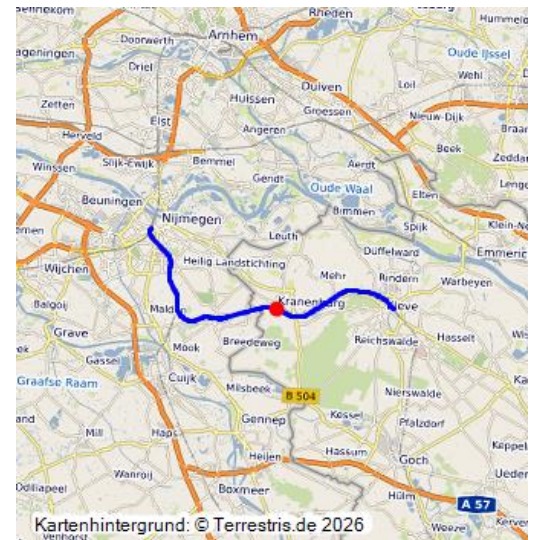 Rheden
Hummelo
Doorwerth
Arnhem
Oude IJssel
Driel
Wehl
Duiven
Loil
Huissen
Zetten
Groessen
Nieuw-Dijk
Elst
Angeren
Herveld
Beek
Slijk-Ewijk
Bemmel
Aerdt
Zeddam
Winssen
Gendt
Oude Waal
Elten
Beuningen
Bimmen
Nijmegen
Spijk
Leuth
Düffelward
Emmeric
Wijchen
Heilig Landstichting
Mehr
Rindern
Warbeyen
Balgoij
Malden
Kranenburg
Kleve
Grave
Breedeweg
Reichswalde
Hasselt
Gassel
Mook
Graafse Raam
Cuijk
Milsbeek
B 504
Nierswalde
Kessel
Gennep
Pfalzdorf
Mill
Haps
Heijen
Hassum
Goch
Wanroij
Boxmeer
Hülm
A 57
Weeze
Kartenhintergrund: © Terrestris.de 2026